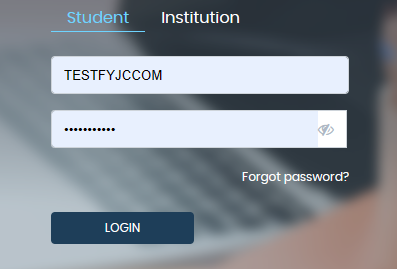 Student Institution
TESTFYJCCOM
•••••••••••
Forgot password?
LOGIN